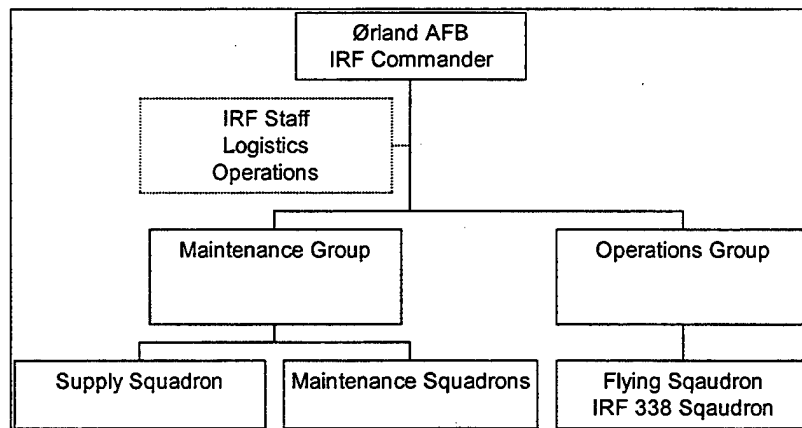 Ørland AFB
IRF Commander
IRF Staff
Logistics
Operations
Maintenance Group
Operations Group
Supply Squadron
Maintenance Squadrons
Flying Sqaudron
IRF 338 Sqaudron